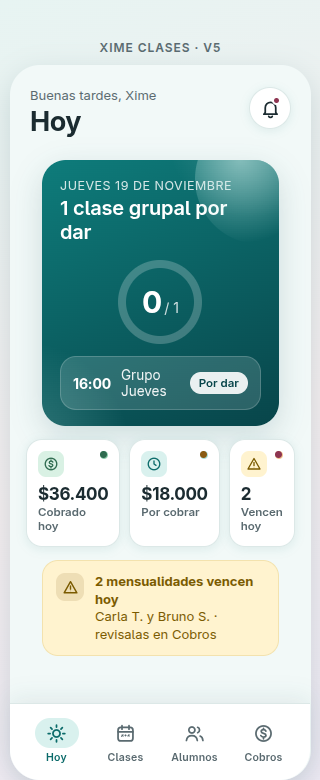 XIME CLASES · V5
Buenas tardes, Xime
Hoy
JUEVES 19 DE NOVIEMBRE
1 clase grupal por
dar
0 / 1
16:00 Grupo Jueves Por dar
$36.400
Cobrado
hoy
$18.000
Por cobrar
2
Vencen
hoy
2 mensualidades vencen
hoy
Carla T. y Bruno S. ·
revisalas en Cobros
Hoy
Clases
Alumnos
Cobros